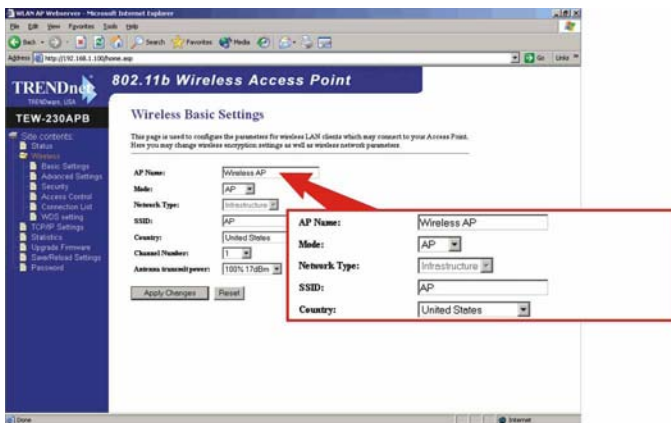 WLAN AP Webserver - Microsoft Internet Explorer
File Edit View Favorites Tools Help
Back Search Favorites Media
Address http://192.168.1.100/home.asp Go Links »
TRENDnet
TRENDware, USA
802.11b Wireless Access Point
TEW-230APB
Site contents:
Status
Wireless
Basic Settings
Advanced Settings
Security
Access Control
Connection List
WDS setting
TCP/IP Settings
Statistics
Upgrade Firmware
Save/Reload Settings
Password
Wireless Basic Settings
This page is used to configure the parameters for wireless LAN clients which may connect to your Access Point.
Here you may change wireless encryption settings as well as wireless network parameters.
AP Name: Wireless AP
Mode: AP
Network Type: Infrastructure
SSID: AP
Country: United States
Channel Number: 1
Antenna transmit power: 100% 17dBm
Apply Changes Reset
AP Name: Wireless AP
Mode: AP
Network Type: Infrastructure
SSID: AP
Country: United States
Done Internet